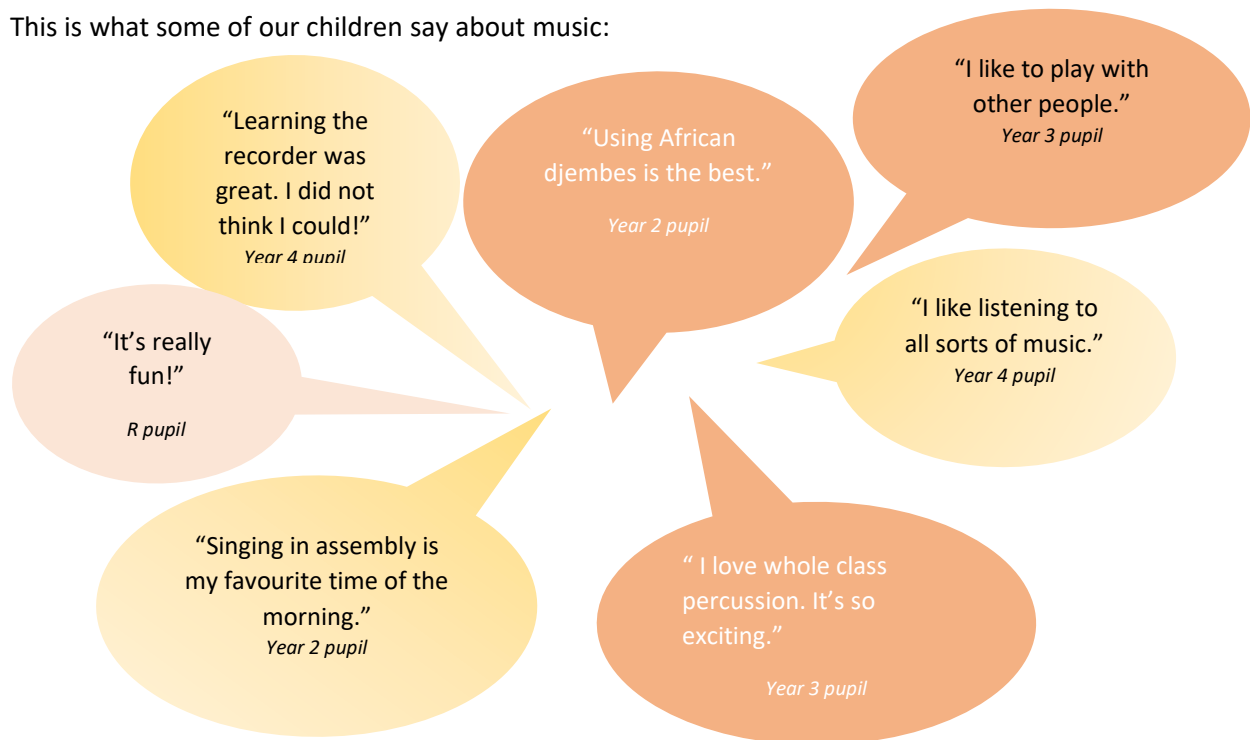 This is what some of our children say about music:
“Learning the
recorder was
great. I did not
think I could!”
Year 4 pupil
“Using African
djembes is the best.”
Year 2 pupil
“I like to play with
other people.”
Year 3 pupil
“It’s really
fun!”
R pupil
“I like listening to
all sorts of music.”
Year 4 pupil
“Singing in assembly is
my favourite time of the
morning.”
Year 2 pupil
“ I love whole class
percussion. It’s so
exciting.”
Year 3 pupil